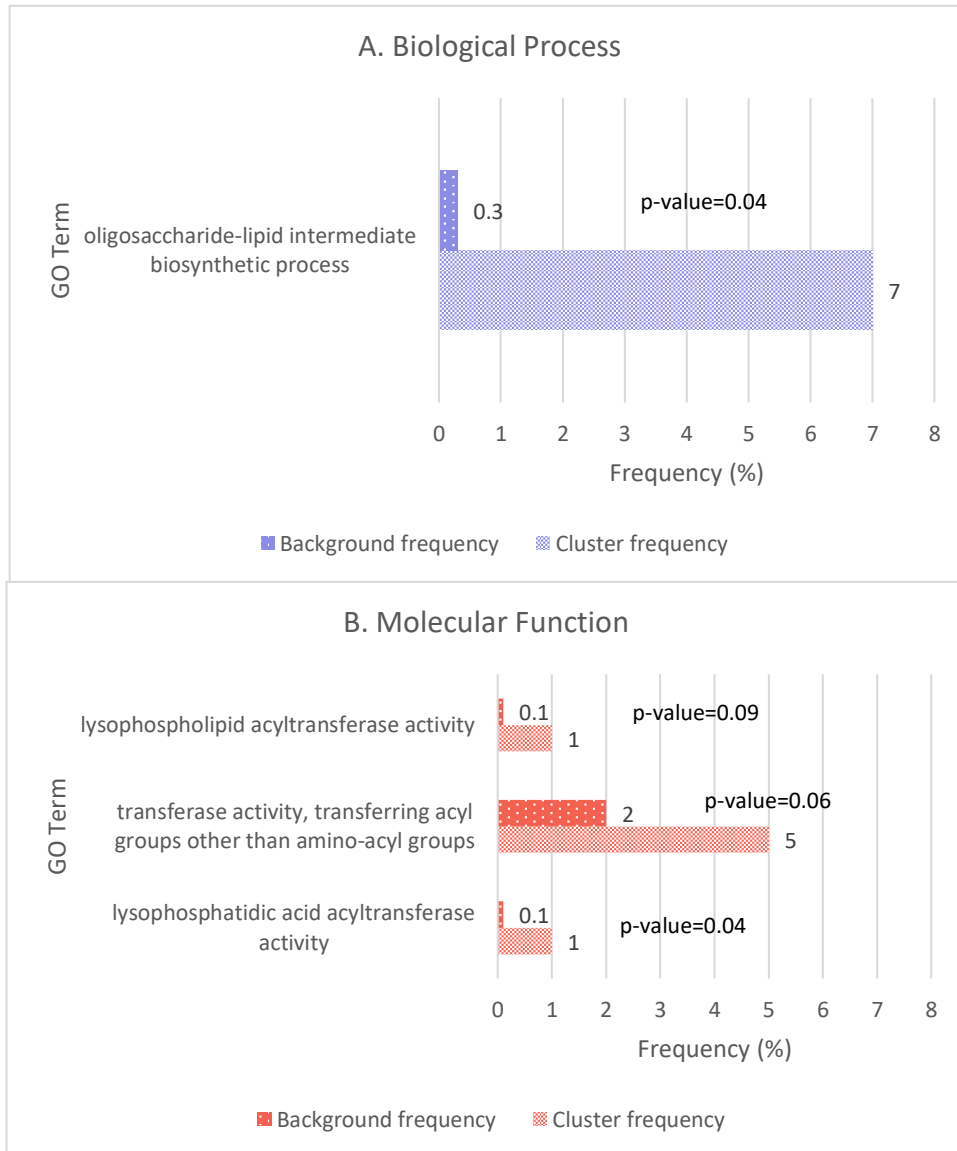 A. Biological Process
GO Term
oligosaccharide-lipid intermediate
biosynthetic process
0.3
p-value=0.04
7
0 1 2 3 4 5 6 7 8
Frequency (%)
Background frequency Cluster frequency
B. Molecular Function
GO Term
lysophospholipid acyltransferase activity
0.1
p-value=0.09
1
transferase activity, transferring acyl
groups other than amino-acyl groups
p-value=0.06
2
5
lysophosphatidic acid acyltransferase
activity
0.1
p-value=0.04
1
0 1 2 3 4 5 6 7 8
Frequency (%)
Background frequency Cluster frequency